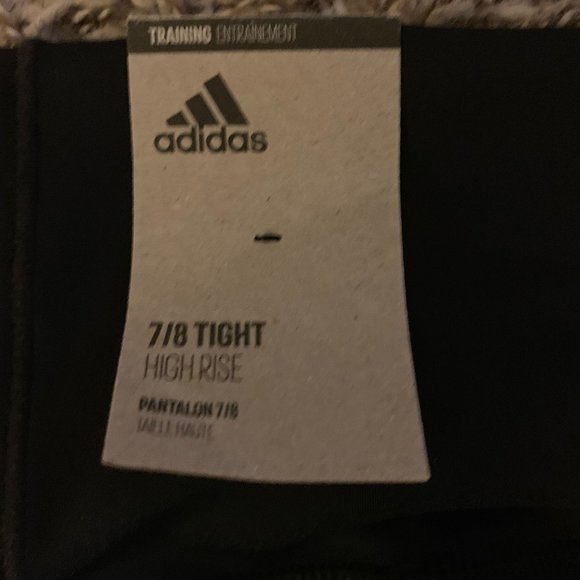 TRAINING ENTRAÎNEMENT
adidas
7/8 TIGHT
HIGH RISE
PANTALON 7/8
TAILLE HAUTE